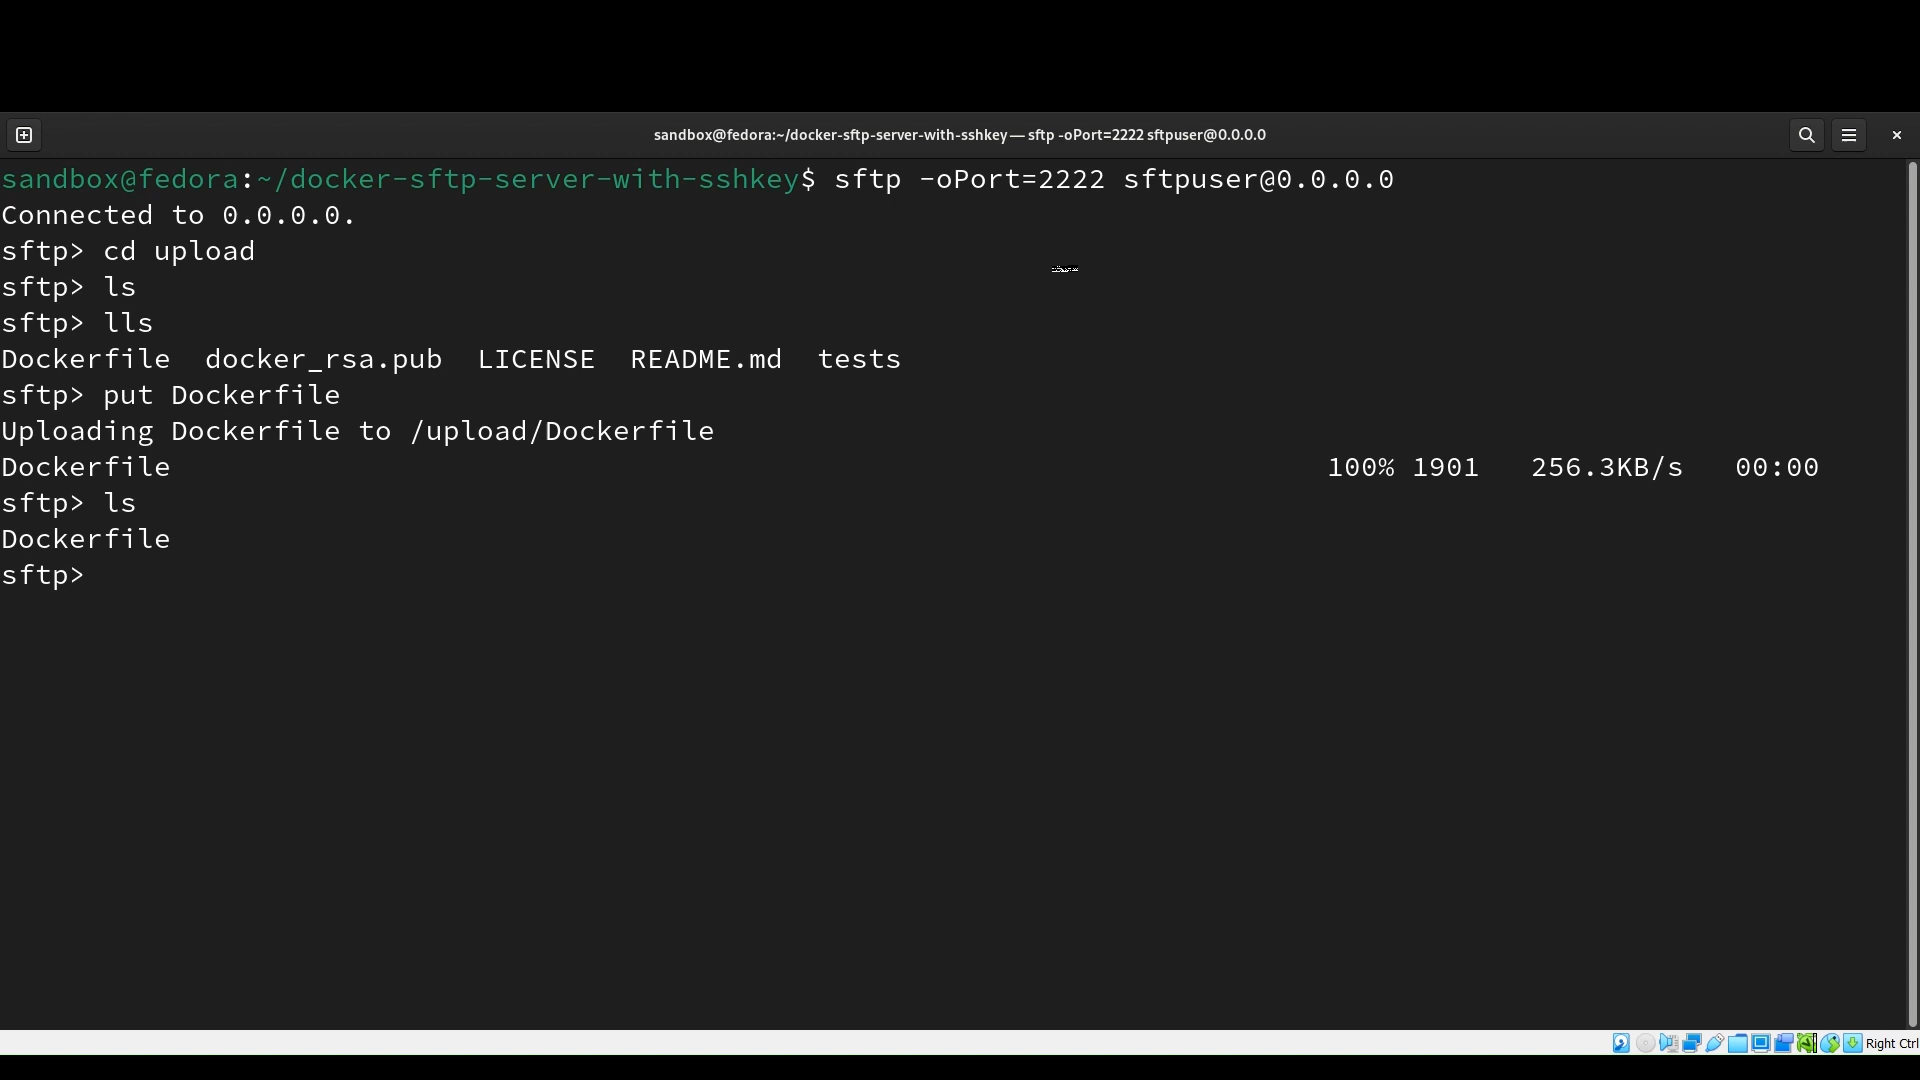 sandbox@fedora:~/docker-sftp-server-with-sshkey — sftp -oPort=2222 sftpuser@0.0.0.0
sandbox@fedora:~/docker-sftp-server-with-sshkey$ sftp -oPort=2222 sftpuser@0.0.0.0
Connected to 0.0.0.0.
sftp> cd upload
sftp> ls
sftp> lls
Dockerfile  docker_rsa.pub  LICENSE  README.md  tests
sftp> put Dockerfile
Uploading Dockerfile to /upload/Dockerfile
Dockerfile 100% 1901 256.3KB/s 00:00
sftp> ls
Dockerfile
sftp>
Right Ctrl